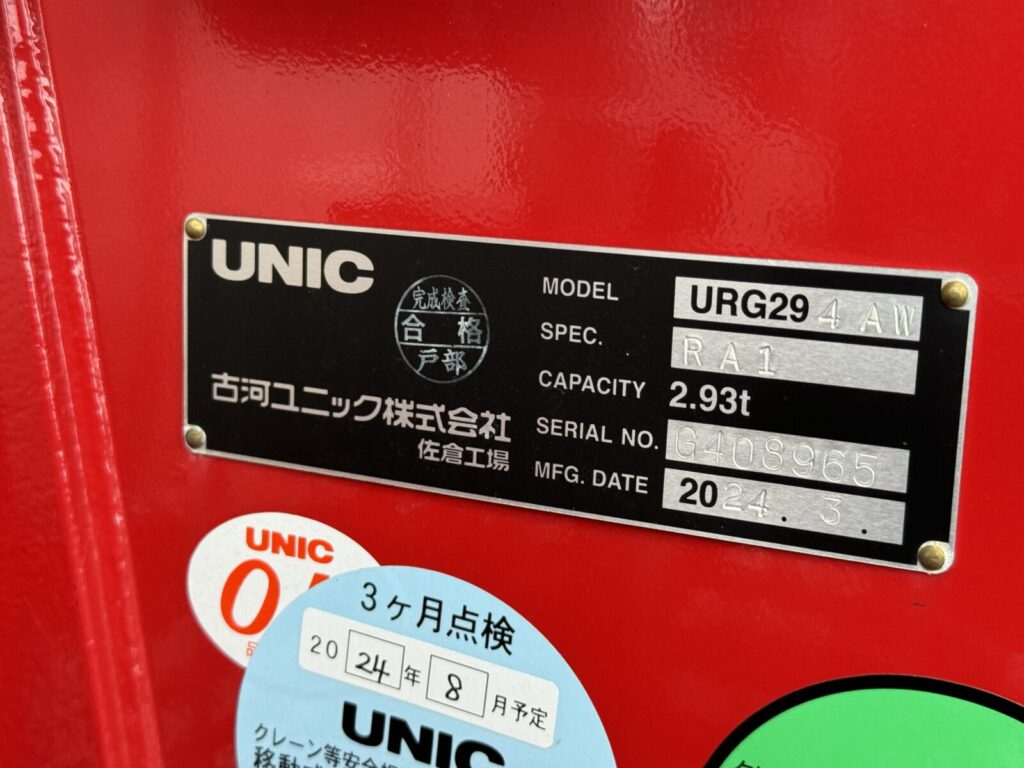 UNIC
完成検査
合格
戸部
古河ユニック株式会社
佐倉工場
MODEL URG294AW
SPEC. RA1
CAPACITY 2.93t
SERIAL NO. G408965
MFG. DATE 2024. 3.
UNIC
3ヶ月点検
2024年8月予定
UNIC
クレーン等安全
移動式